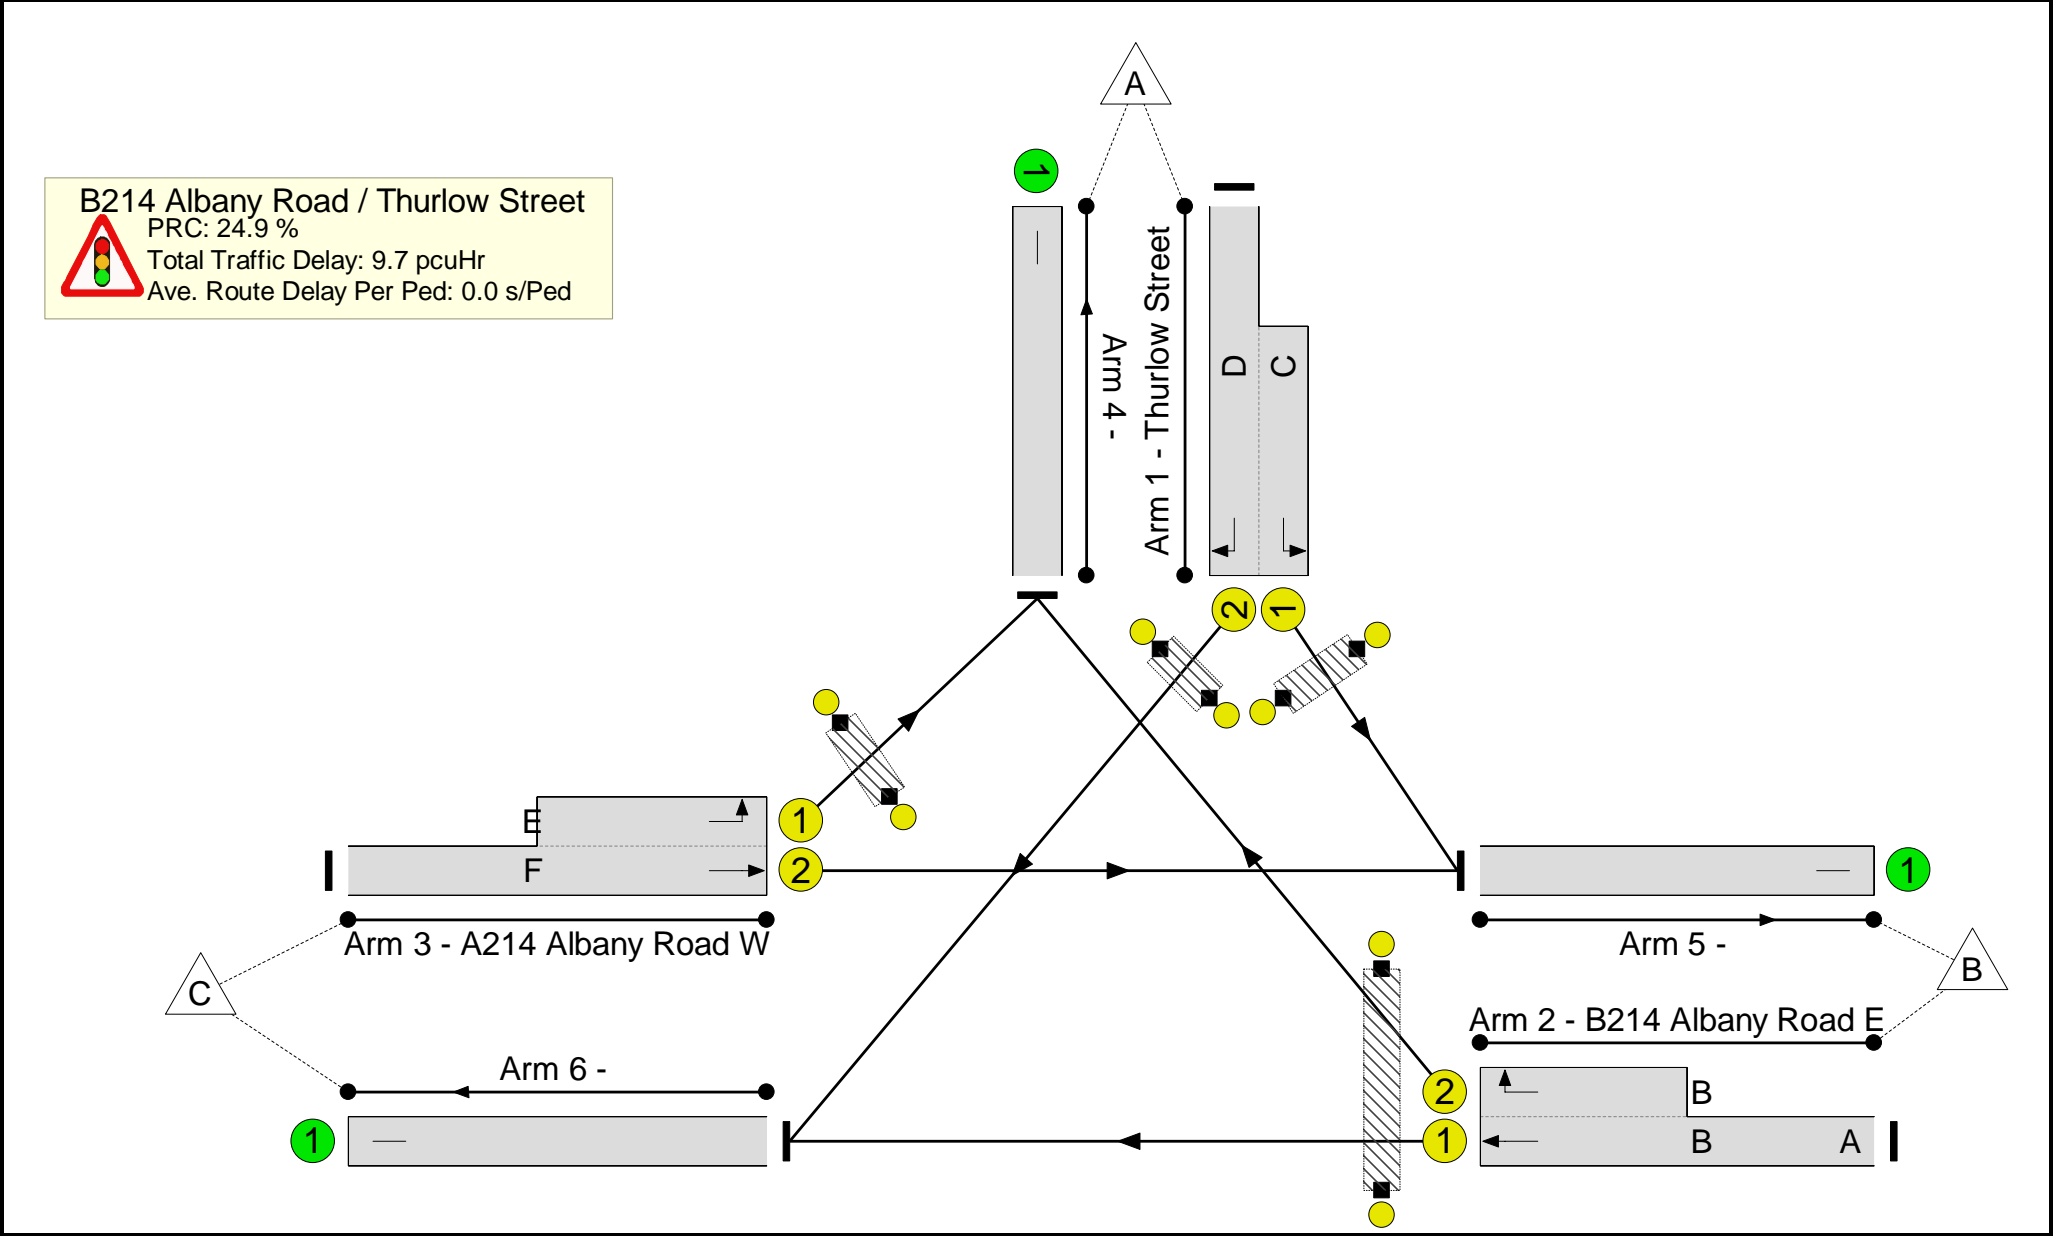 A
1
B214 Albany Road / Thurlow Street
PRC: 24.9 %
Total Traffic Delay: 9.7 pcuHr
Ave. Route Delay Per Ped: 0.0 s/Ped
Arm 4 -
Arm 1 - Thurlow Street
D
C
2
1
E
1
F
2
1
Arm 3 - A214 Albany Road W
Arm 5 -
C
B
Arm 2 - B214 Albany Road E
Arm 6 -
2
B
1
1
B
A